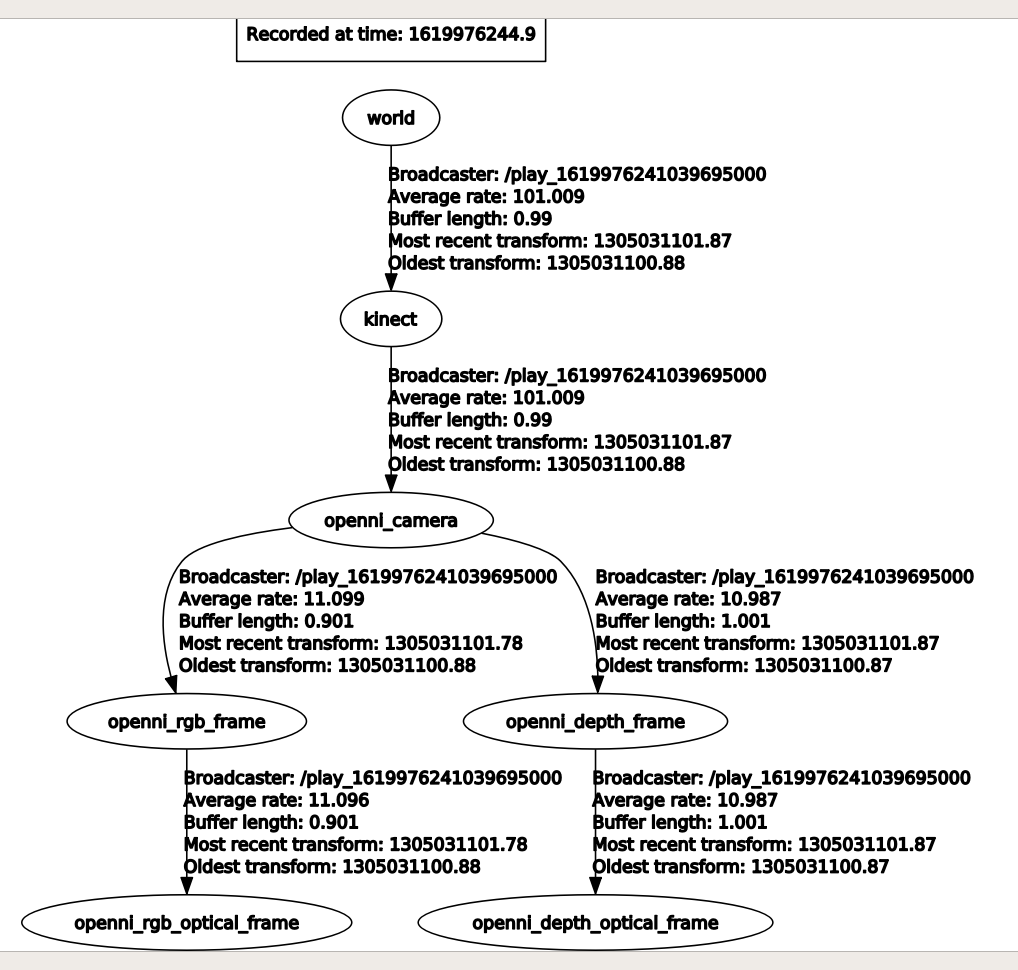 Recorded at time: 1619976244.9
world
Broadcaster: /play_1619976241039695000
Average rate: 101.009
Buffer length: 0.99
Most recent transform: 1305031101.87
Oldest transform: 1305031100.88
kinect
Broadcaster: /play_1619976241039695000
Average rate: 101.009
Buffer length: 0.99
Most recent transform: 1305031101.87
Oldest transform: 1305031100.88
openni_camera
Broadcaster: /play_1619976241039695000
Average rate: 11.099
Buffer length: 0.901
Most recent transform: 1305031101.78
Oldest transform: 1305031100.88
Broadcaster: /play_1619976241039695000
Average rate: 10.987
Buffer length: 1.001
Most recent transform: 1305031101.87
Oldest transform: 1305031100.87
openni_rgb_frame
openni_depth_frame
Broadcaster: /play_1619976241039695000
Average rate: 11.096
Buffer length: 0.901
Most recent transform: 1305031101.78
Oldest transform: 1305031100.88
Broadcaster: /play_1619976241039695000
Average rate: 10.987
Buffer length: 1.001
Most recent transform: 1305031101.87
Oldest transform: 1305031100.87
openni_rgb_optical_frame
openni_depth_optical_frame